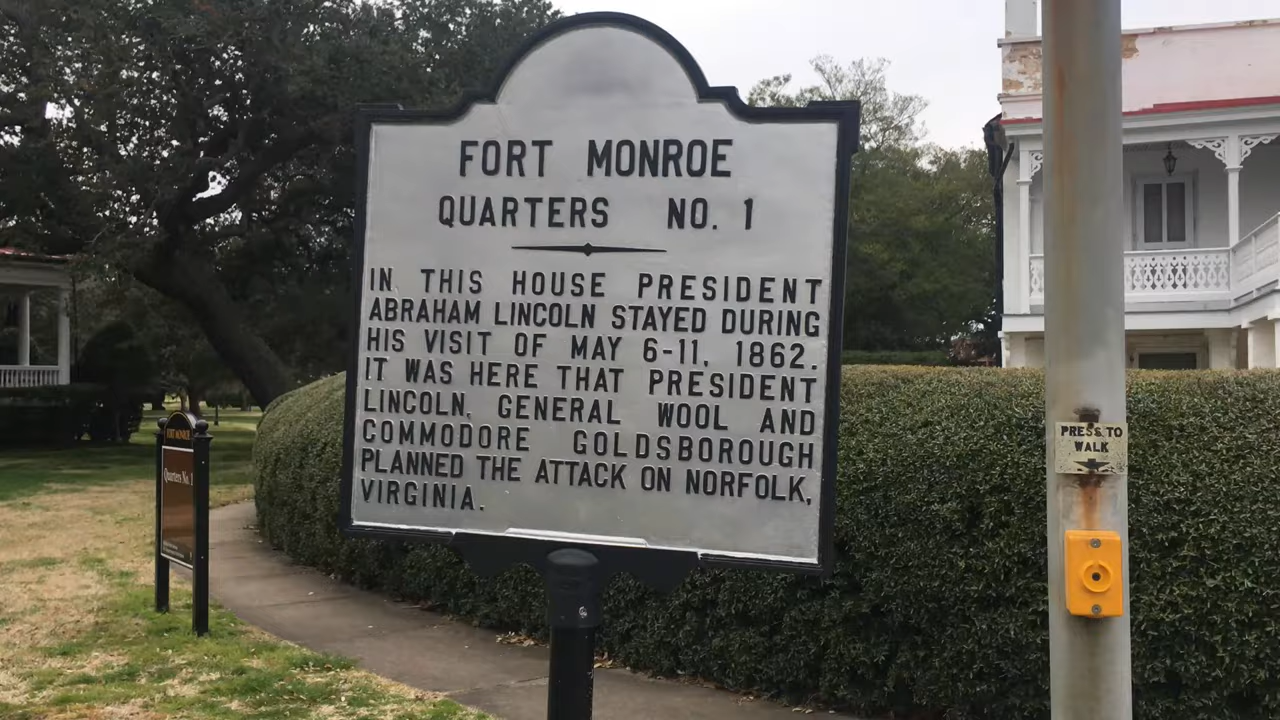 FORT MONROE
QUARTERS NO. 1
IN THIS HOUSE PRESIDENT
ABRAHAM LINCOLN STAYED DURING
HIS VISIT OF MAY 6-11, 1862.
IT WAS HERE THAT PRESIDENT
LINCOLN, GENERAL WOOL AND
COMMODORE GOLDSBOROUGH
PLANNED THE ATTACK ON NORFOLK,
VIRGINIA.
FORT MONROE
Quarters No. 1
PRESS TO
WALK